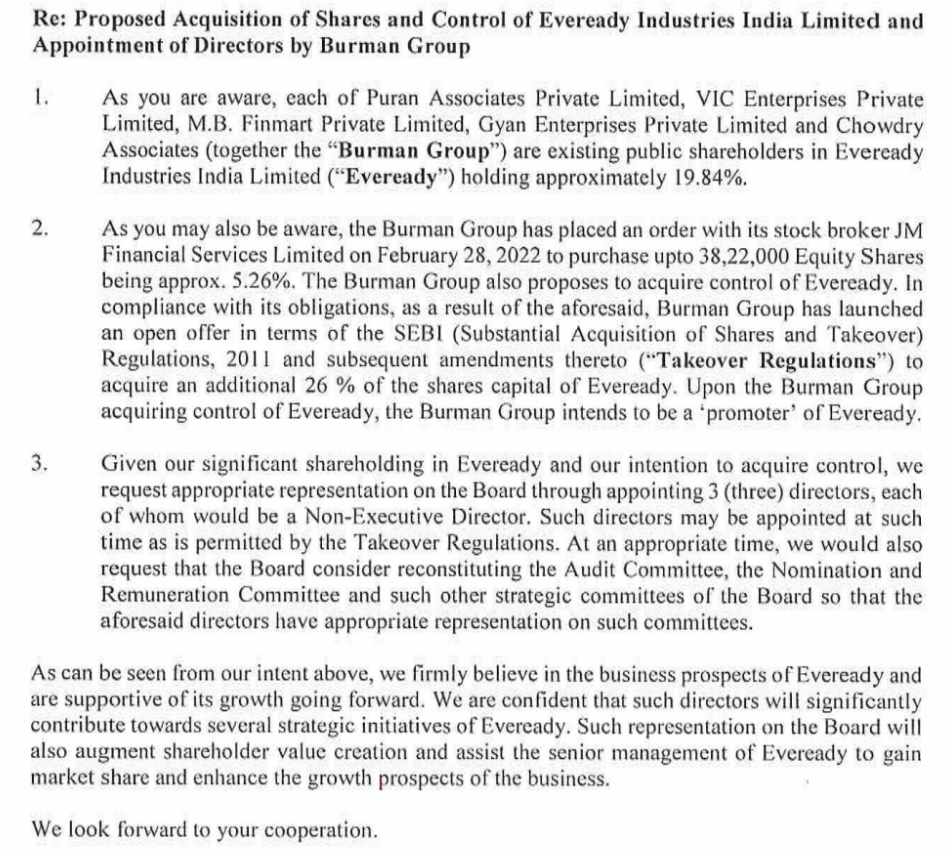 Re: Proposed Acquisition of Shares and Control of Eveready Industries India Limited and
Appointment of Directors by Burman Group
1. As you are aware, each of Puran Associates Private Limited, VIC Enterprises Private
Limited, M.B. Finmart Private Limited, Gyan Enterprises Private Limited and Chowdry
Associates (together the “Burman Group”) are existing public shareholders in Eveready
Industries India Limited (“Eveready”) holding approximately 19.84%.
2. As you may also be aware, the Burman Group has placed an order with its stock broker JM
Financial Services Limited on February 28, 2022 to purchase upto 38,22,000 Equity Shares
being approx. 5.26%. The Burman Group also proposes to acquire control of Eveready. In
compliance with its obligations, as a result of the aforesaid, Burman Group has launched
an open offer in terms of the SEBI (Substantial Acquisition of Shares and Takeover)
Regulations, 2011 and subsequent amendments thereto (“Takeover Regulations”) to
acquire an additional 26 % of the shares capital of Eveready. Upon the Burman Group
acquiring control of Eveready, the Burman Group intends to be a ‘promoter’ of Eveready.
3. Given our significant shareholding in Eveready and our intention to acquire control, we
request appropriate representation on the Board through appointing 3 (three) directors, each
of whom would be a Non-Executive Director. Such directors may be appointed at such
time as is permitted by the Takeover Regulations. At an appropriate time, we would also
request that the Board consider reconstituting the Audit Committee, the Nomination and
Remuneration Committee and such other strategic committees of the Board so that the
aforesaid directors have appropriate representation on such committees.
As can be seen from our intent above, we firmly believe in the business prospects of Eveready and
are supportive of its growth going forward. We are confident that such directors will significantly
contribute towards several strategic initiatives of Eveready. Such representation on the Board will
also augment shareholder value creation and assist the senior management of Eveready to gain
market share and enhance the growth prospects of the business.
We look forward to your cooperation.